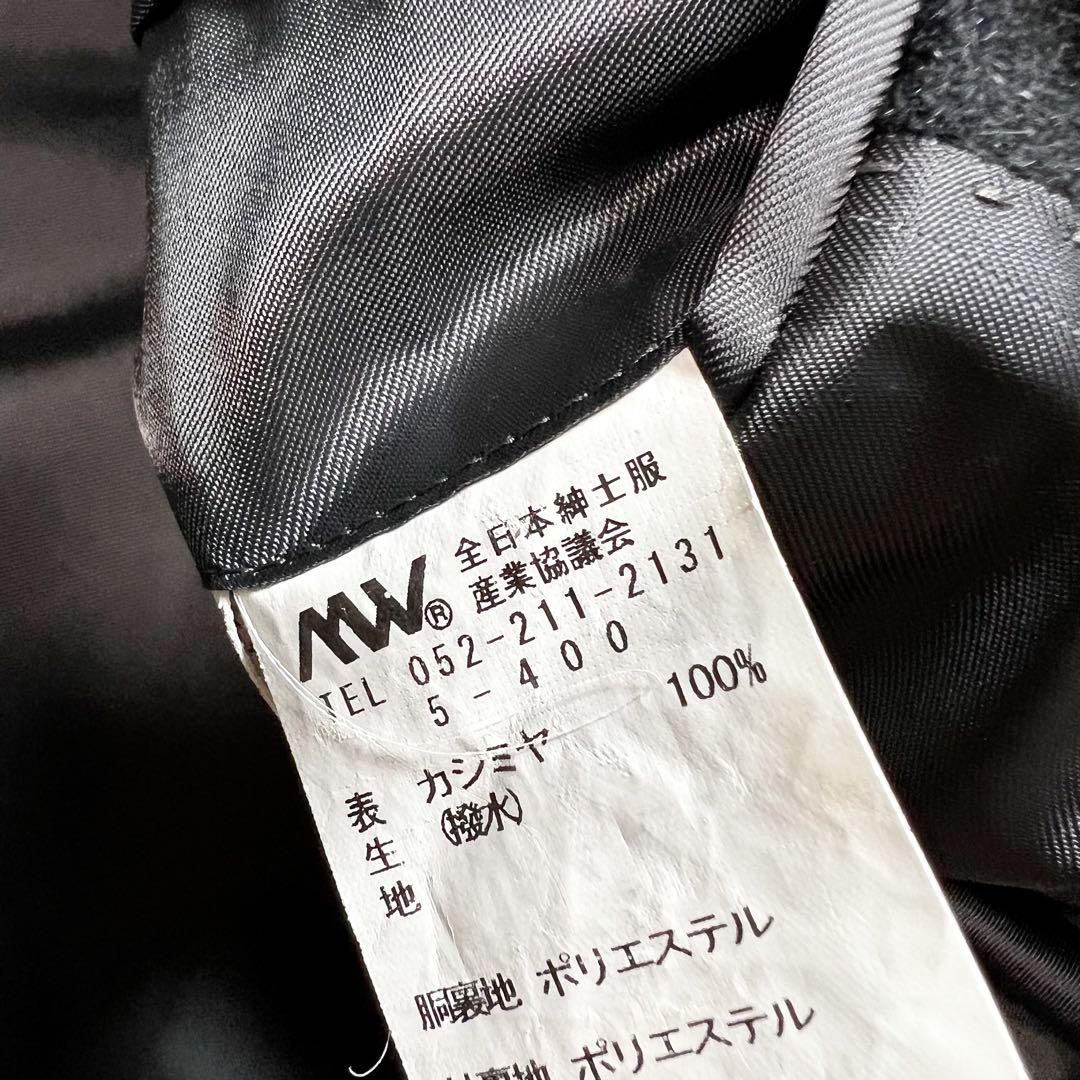 MW® 全日本紳士服
産業協議会
TEL 052-211-2131
5-400
表生地 カシミヤ 100%
(撥水)
胴裏地 ポリエステル
裏地 ポリエステル